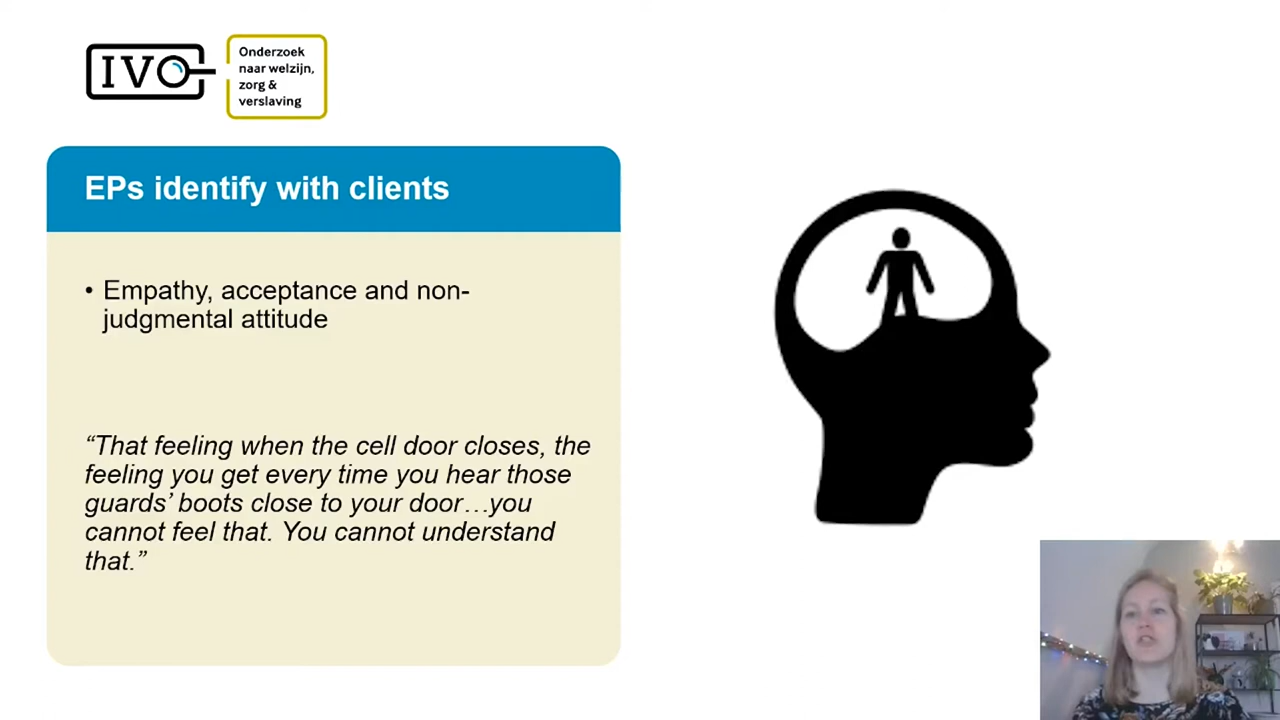 IVO
Onderzoek
naar welzijn,
zorg &
verslaving
EPs identify with clients
• Empathy, acceptance and non-
judgmental attitude
“That feeling when the cell door closes, the
feeling you get every time you hear those
guards’ boots close to your door…you
cannot feel that. You cannot understand
that.”